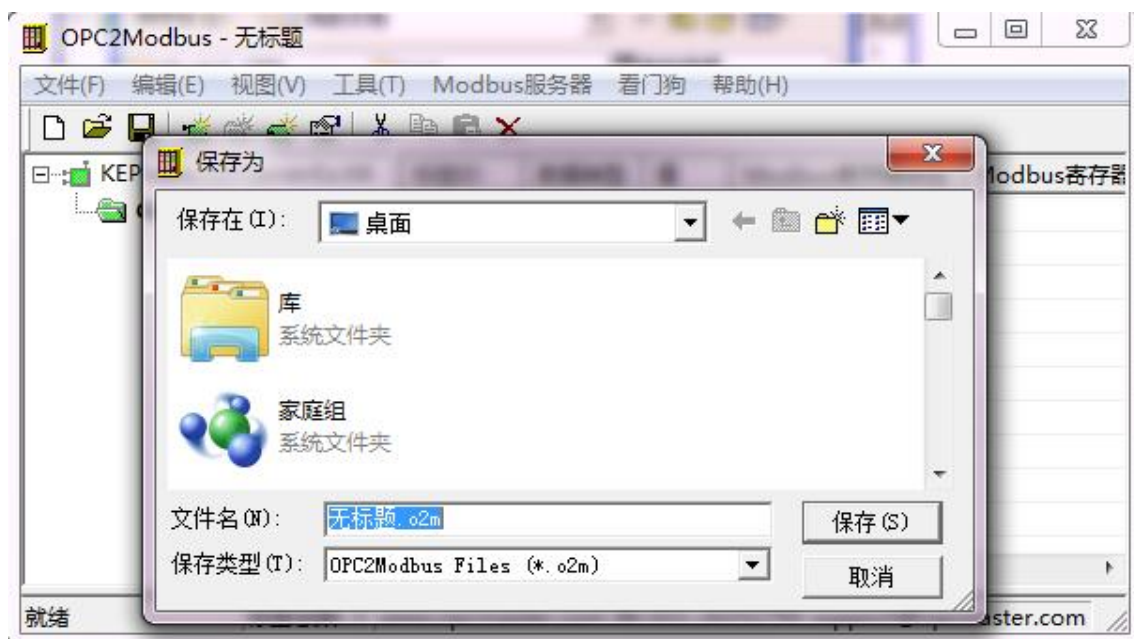 OPC2Modbus - 无标题
文件(F) 编辑(E) 视图(V) 工具(T) Modbus服务器 看门狗 帮助(H)
保存为
KEP
Modbus寄存器
保存在(I): 桌面
库
系统文件夹
家庭组
系统文件夹
文件名(N): 无标题.o2m 保存(S)
保存类型(T): OPC2Modbus Files (*.o2m) 取消
就绪
aster.com